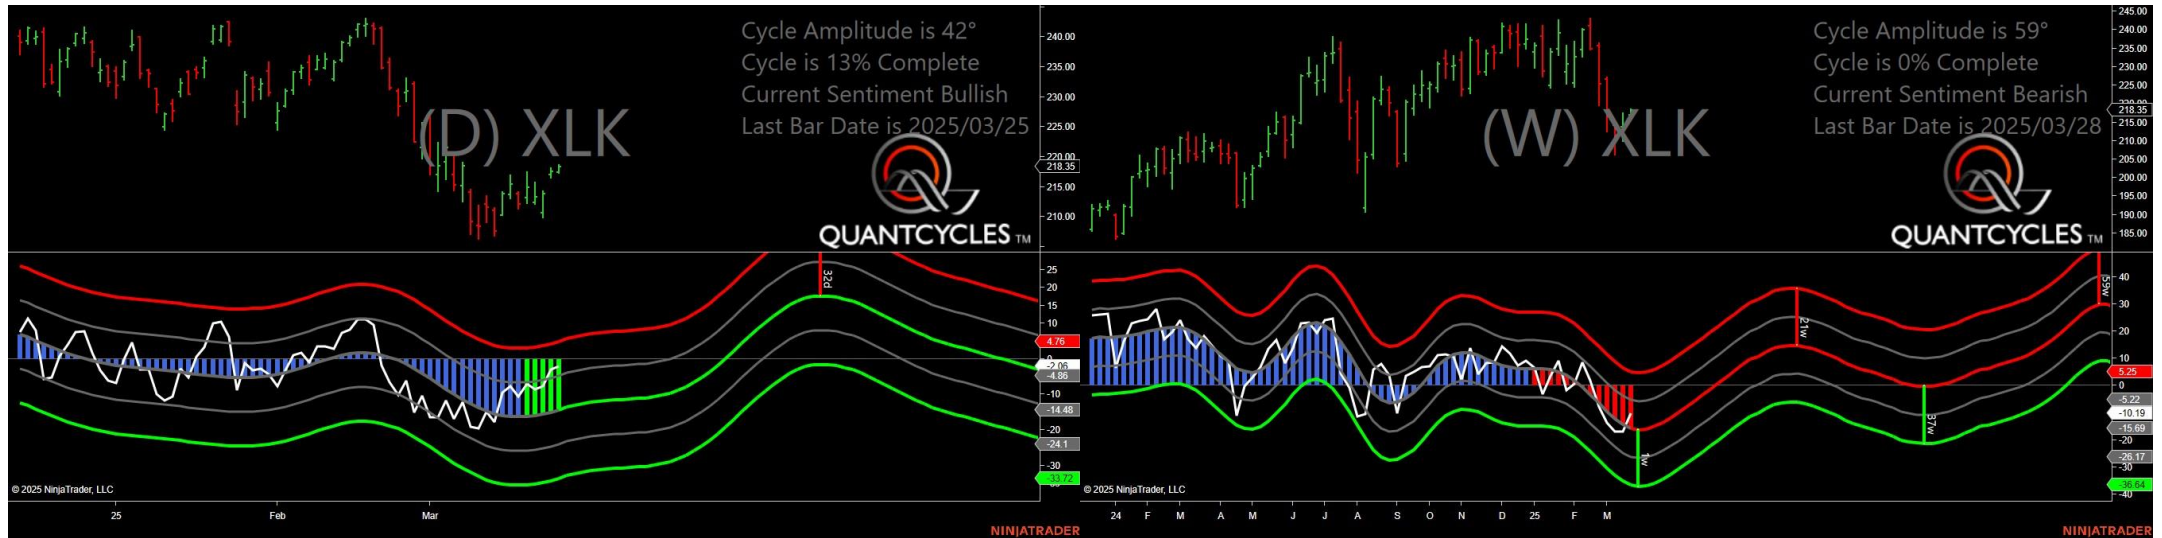 Cycle Amplitude is 42°
Cycle is 13% Complete
Current Sentiment Bullish
Last Bar Date is 2025/03/25
(D) XLK
QUANTCYCLES TM
240.00
235.00
230.00
225.00
220.00
218.35
215.00
210.00
32d
25
20
15
10
4.76
0
-2.06
-4.86
-10
-14.48
-20
-24.1
-30
-33.72
© 2025 NinjaTrader, LLC
25 Feb Mar
NINJATRADER
Cycle Amplitude is 59°
Cycle is 0% Complete
Current Sentiment Bearish
Last Bar Date is 2025/03/28
(W) XLK
QUANTCYCLES TM
245.00
240.00
235.00
230.00
225.00
218.35
215.00
210.00
205.00
200.00
195.00
190.00
185.00
1w
21w
37w
59w
40
30
20
10
5.25
0
-5.22
-10.19
-15.69
-20
-26.17
-30
-36.64
-40
© 2025 NinjaTrader, LLC
24 F M A M J J A S O N D 25 F M
NINJATRADER